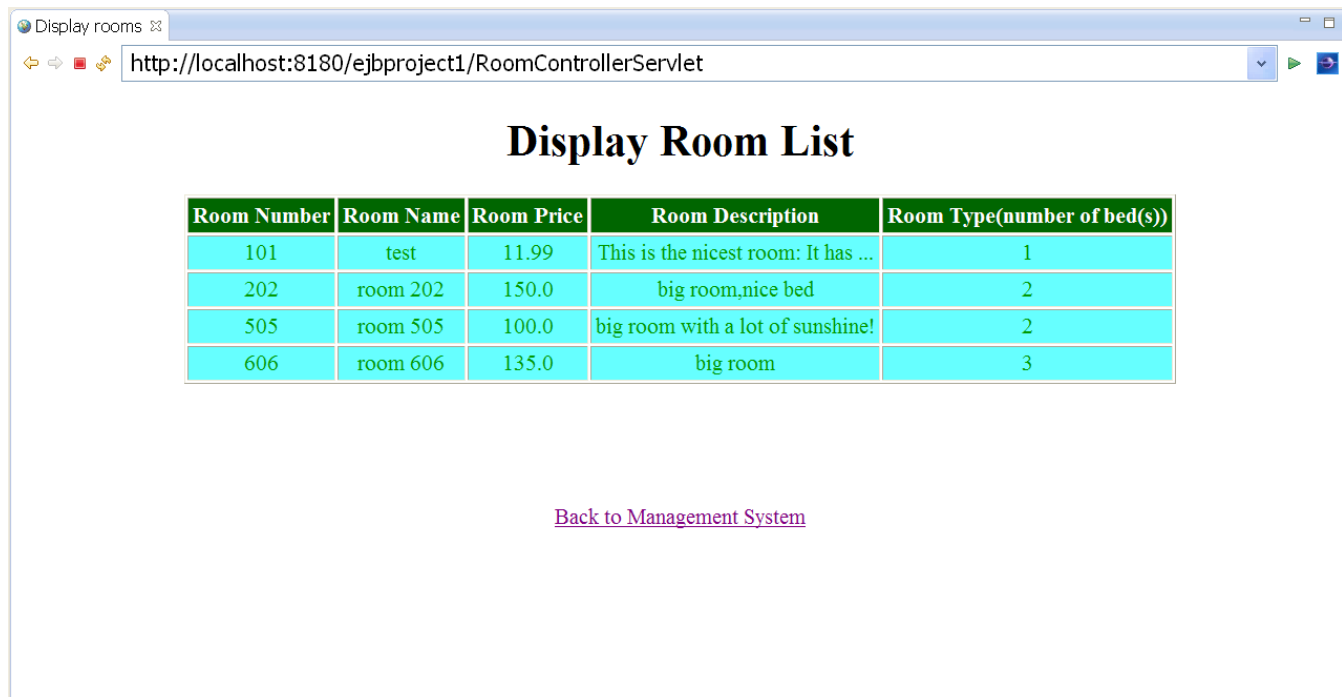 Display rooms
http://localhost:8180/ejbproject1/RoomControllerServlet
Display Room List
Room Number Room Name Room Price Room Description Room Type(number of bed(s))
101 test 11.99 This is the nicest room: It has ... 1
202 room 202 150.0 big room,nice bed 2
505 room 505 100.0 big room with a lot of sunshine! 2
606 room 606 135.0 big room 3
Back to Management System